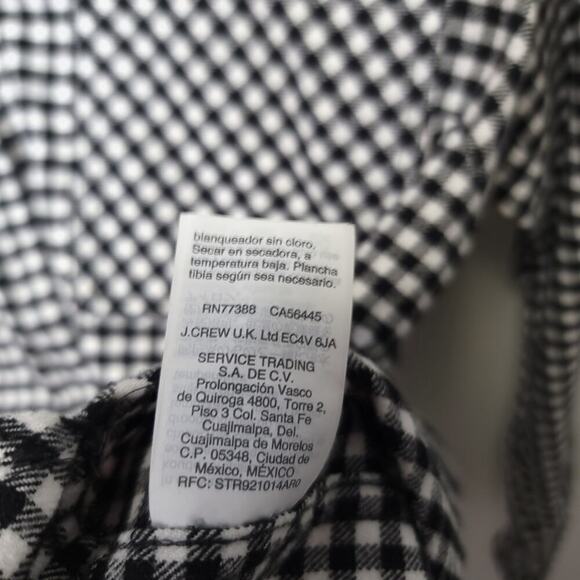 blanqueador sin cloro.
Secar en secadora, a
temperatura baja. Plancha
tibia según sea necesario.
RN77388 CA56445
J.CREW U.K. Ltd EC4V 6JA
SERVICE TRADING
S.A. DE C.V.
Prolongación Vasco
de Quiroga 4800, Torre 2,
Piso 3 Col. Santa Fe
Cuajimalpa, Del.
Cuajimalpa de Morelos
C.P. 05348, Ciudad de
México, MÉXICO
RFC: STR921014AR0